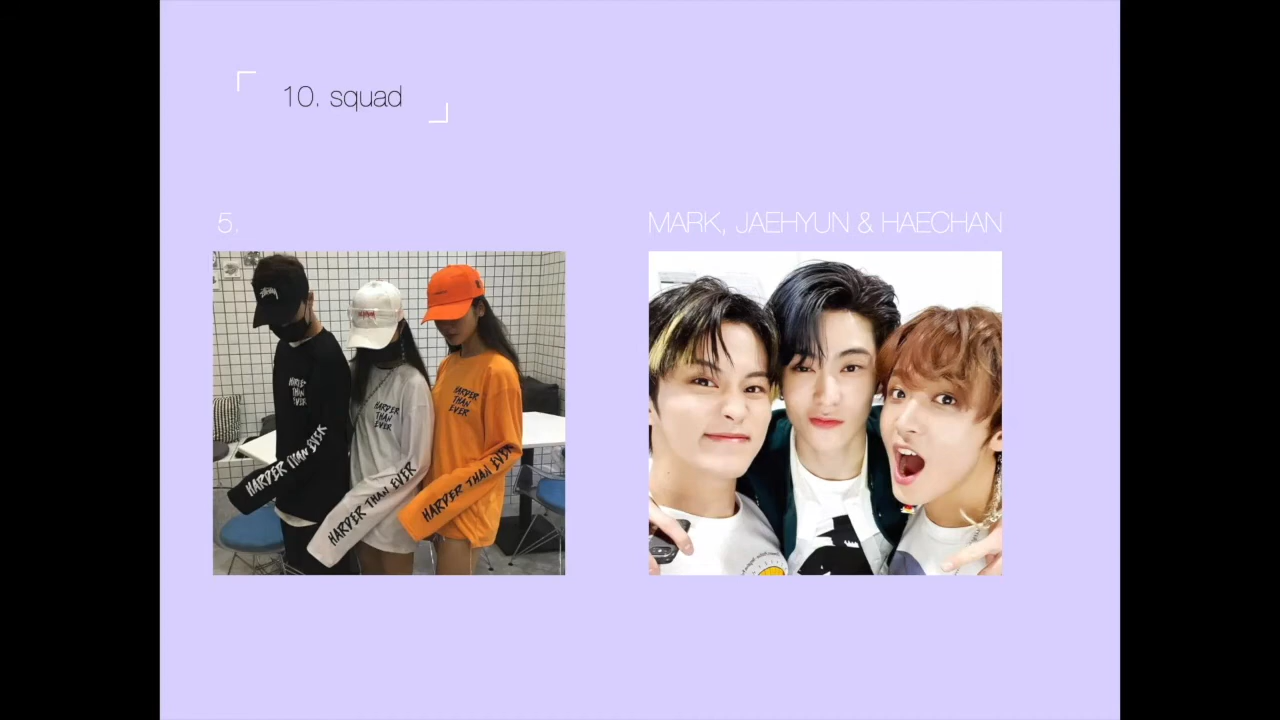 10. squad
5.
MARK, JAEHYUN & HAECHAN
HARDER
THAN
EVER
HARDER THAN EVER
HARDER
THAN
EVER
HARDER THAN EVER
HARDER
THAN
EVER
HARDER THAN EVER